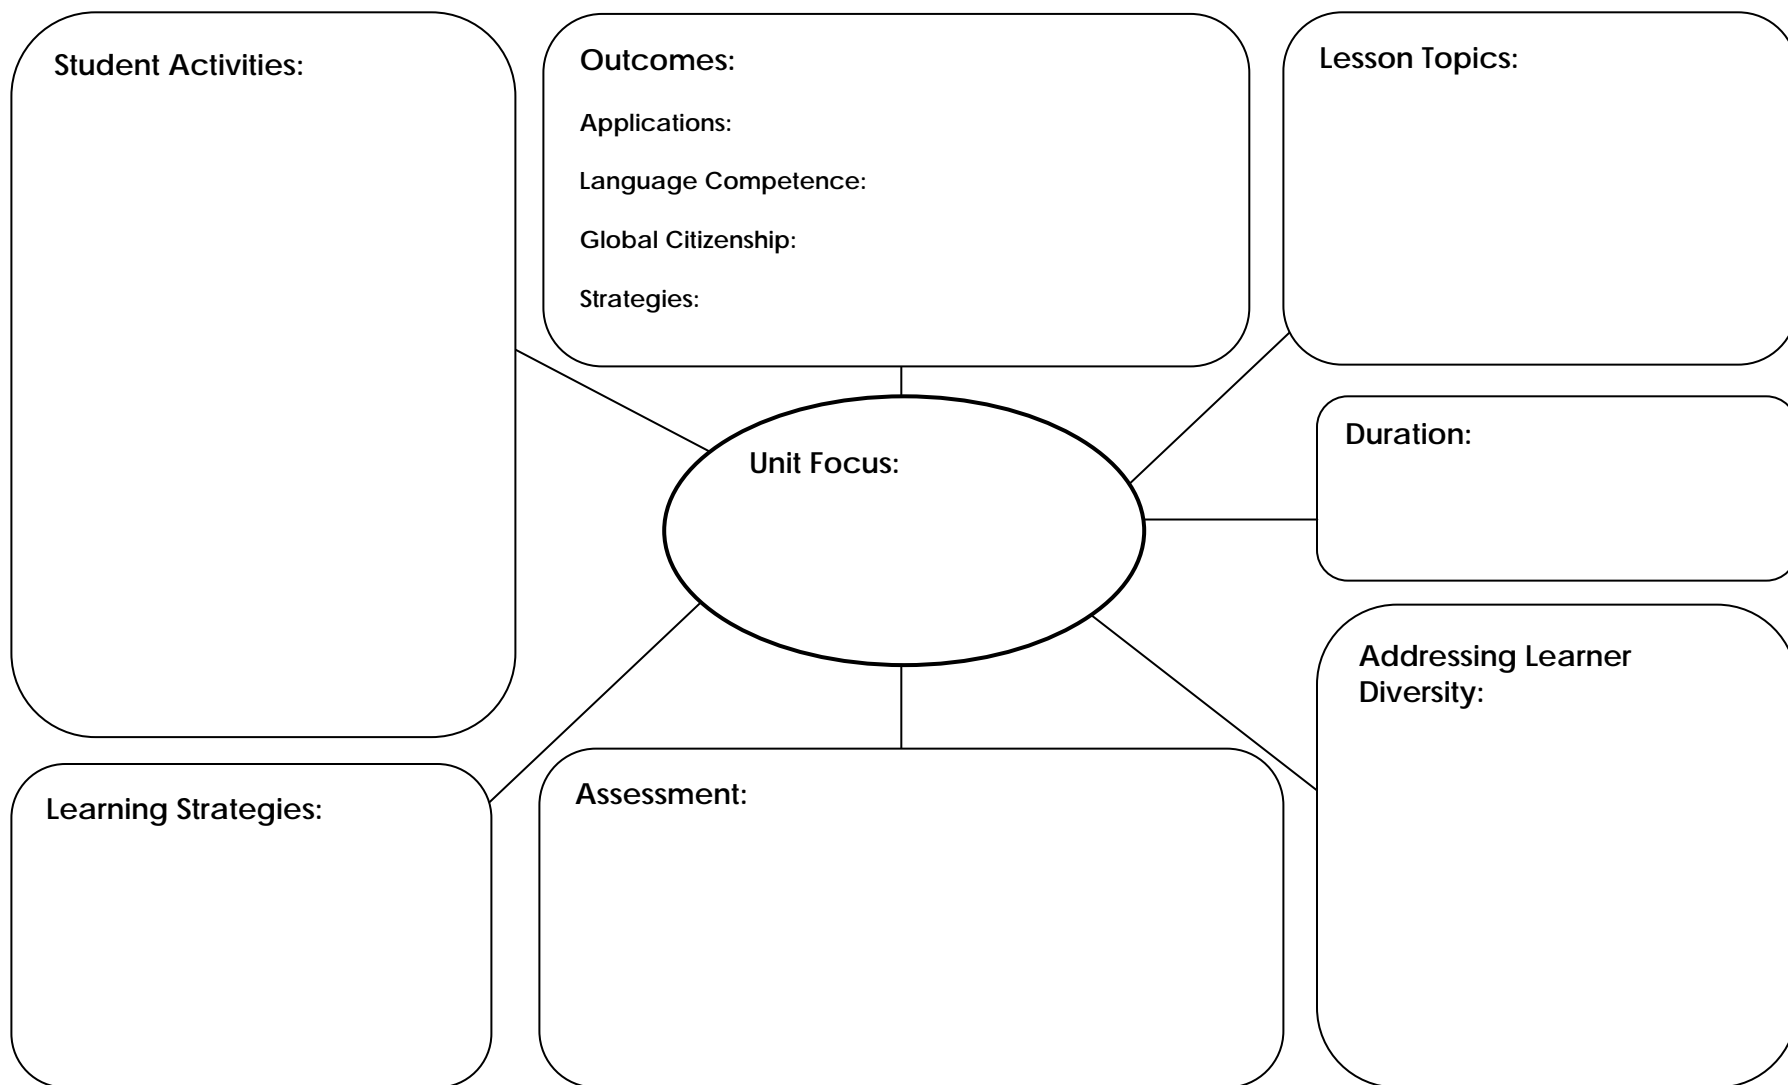 Student Activities:
Outcomes:
Applications:
Language Competence:
Global Citizenship:
Strategies:
Lesson Topics:
Unit Focus:
Duration:
Addressing Learner
Diversity:
Learning Strategies:
Assessment: